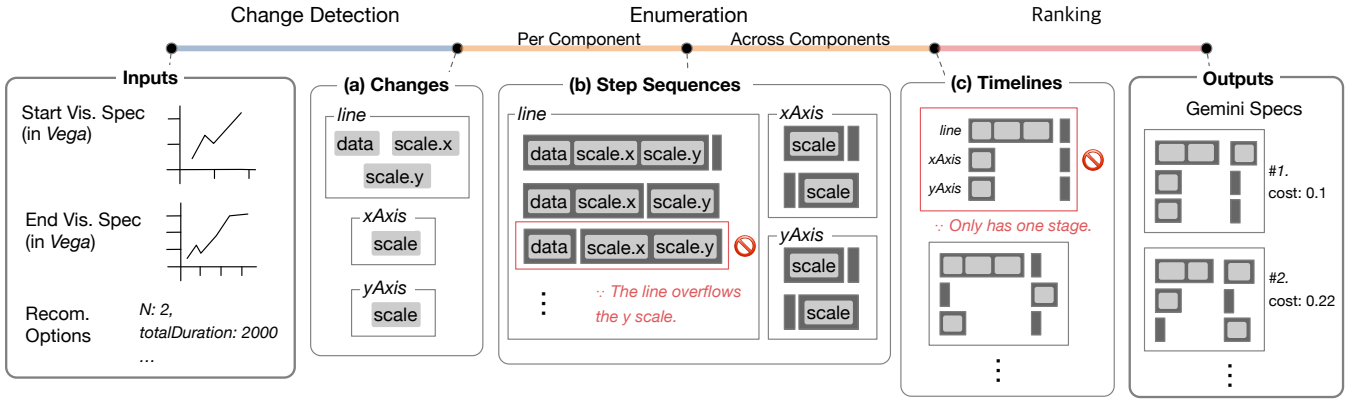 Change Detection
Enumeration
Ranking
Per Component
Across Components
Inputs
Start Vis. Spec
(in Vega)
End Vis. Spec
(in Vega)
Recom.
Options
N: 2,
totalDuration: 2000
...
(a) Changes
line
data
scale.x
scale.y
xAxis
scale
yAxis
scale
(b) Step Sequences
line
data scale.x scale.y
data scale.x scale.y
data scale.x scale.y
∵ The line overflows
the y scale.
⋮
xAxis
scale
scale
yAxis
scale
scale
(c) Timelines
line
xAxis
yAxis
∵ Only has one stage.
⋮
Outputs
Gemini Specs
#1.
cost: 0.1
#2.
cost: 0.22
⋮